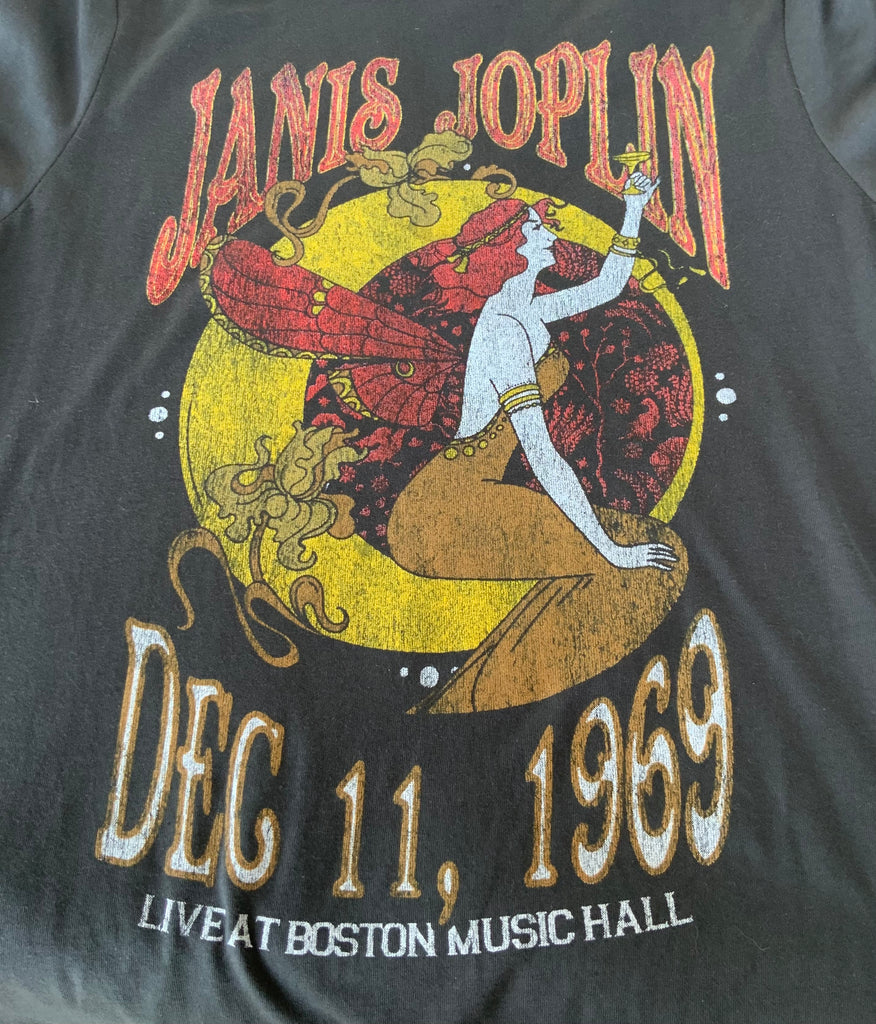 JANIS JOPLIN
DEC 11, 1969
LIVE AT BOSTON MUSIC HALL